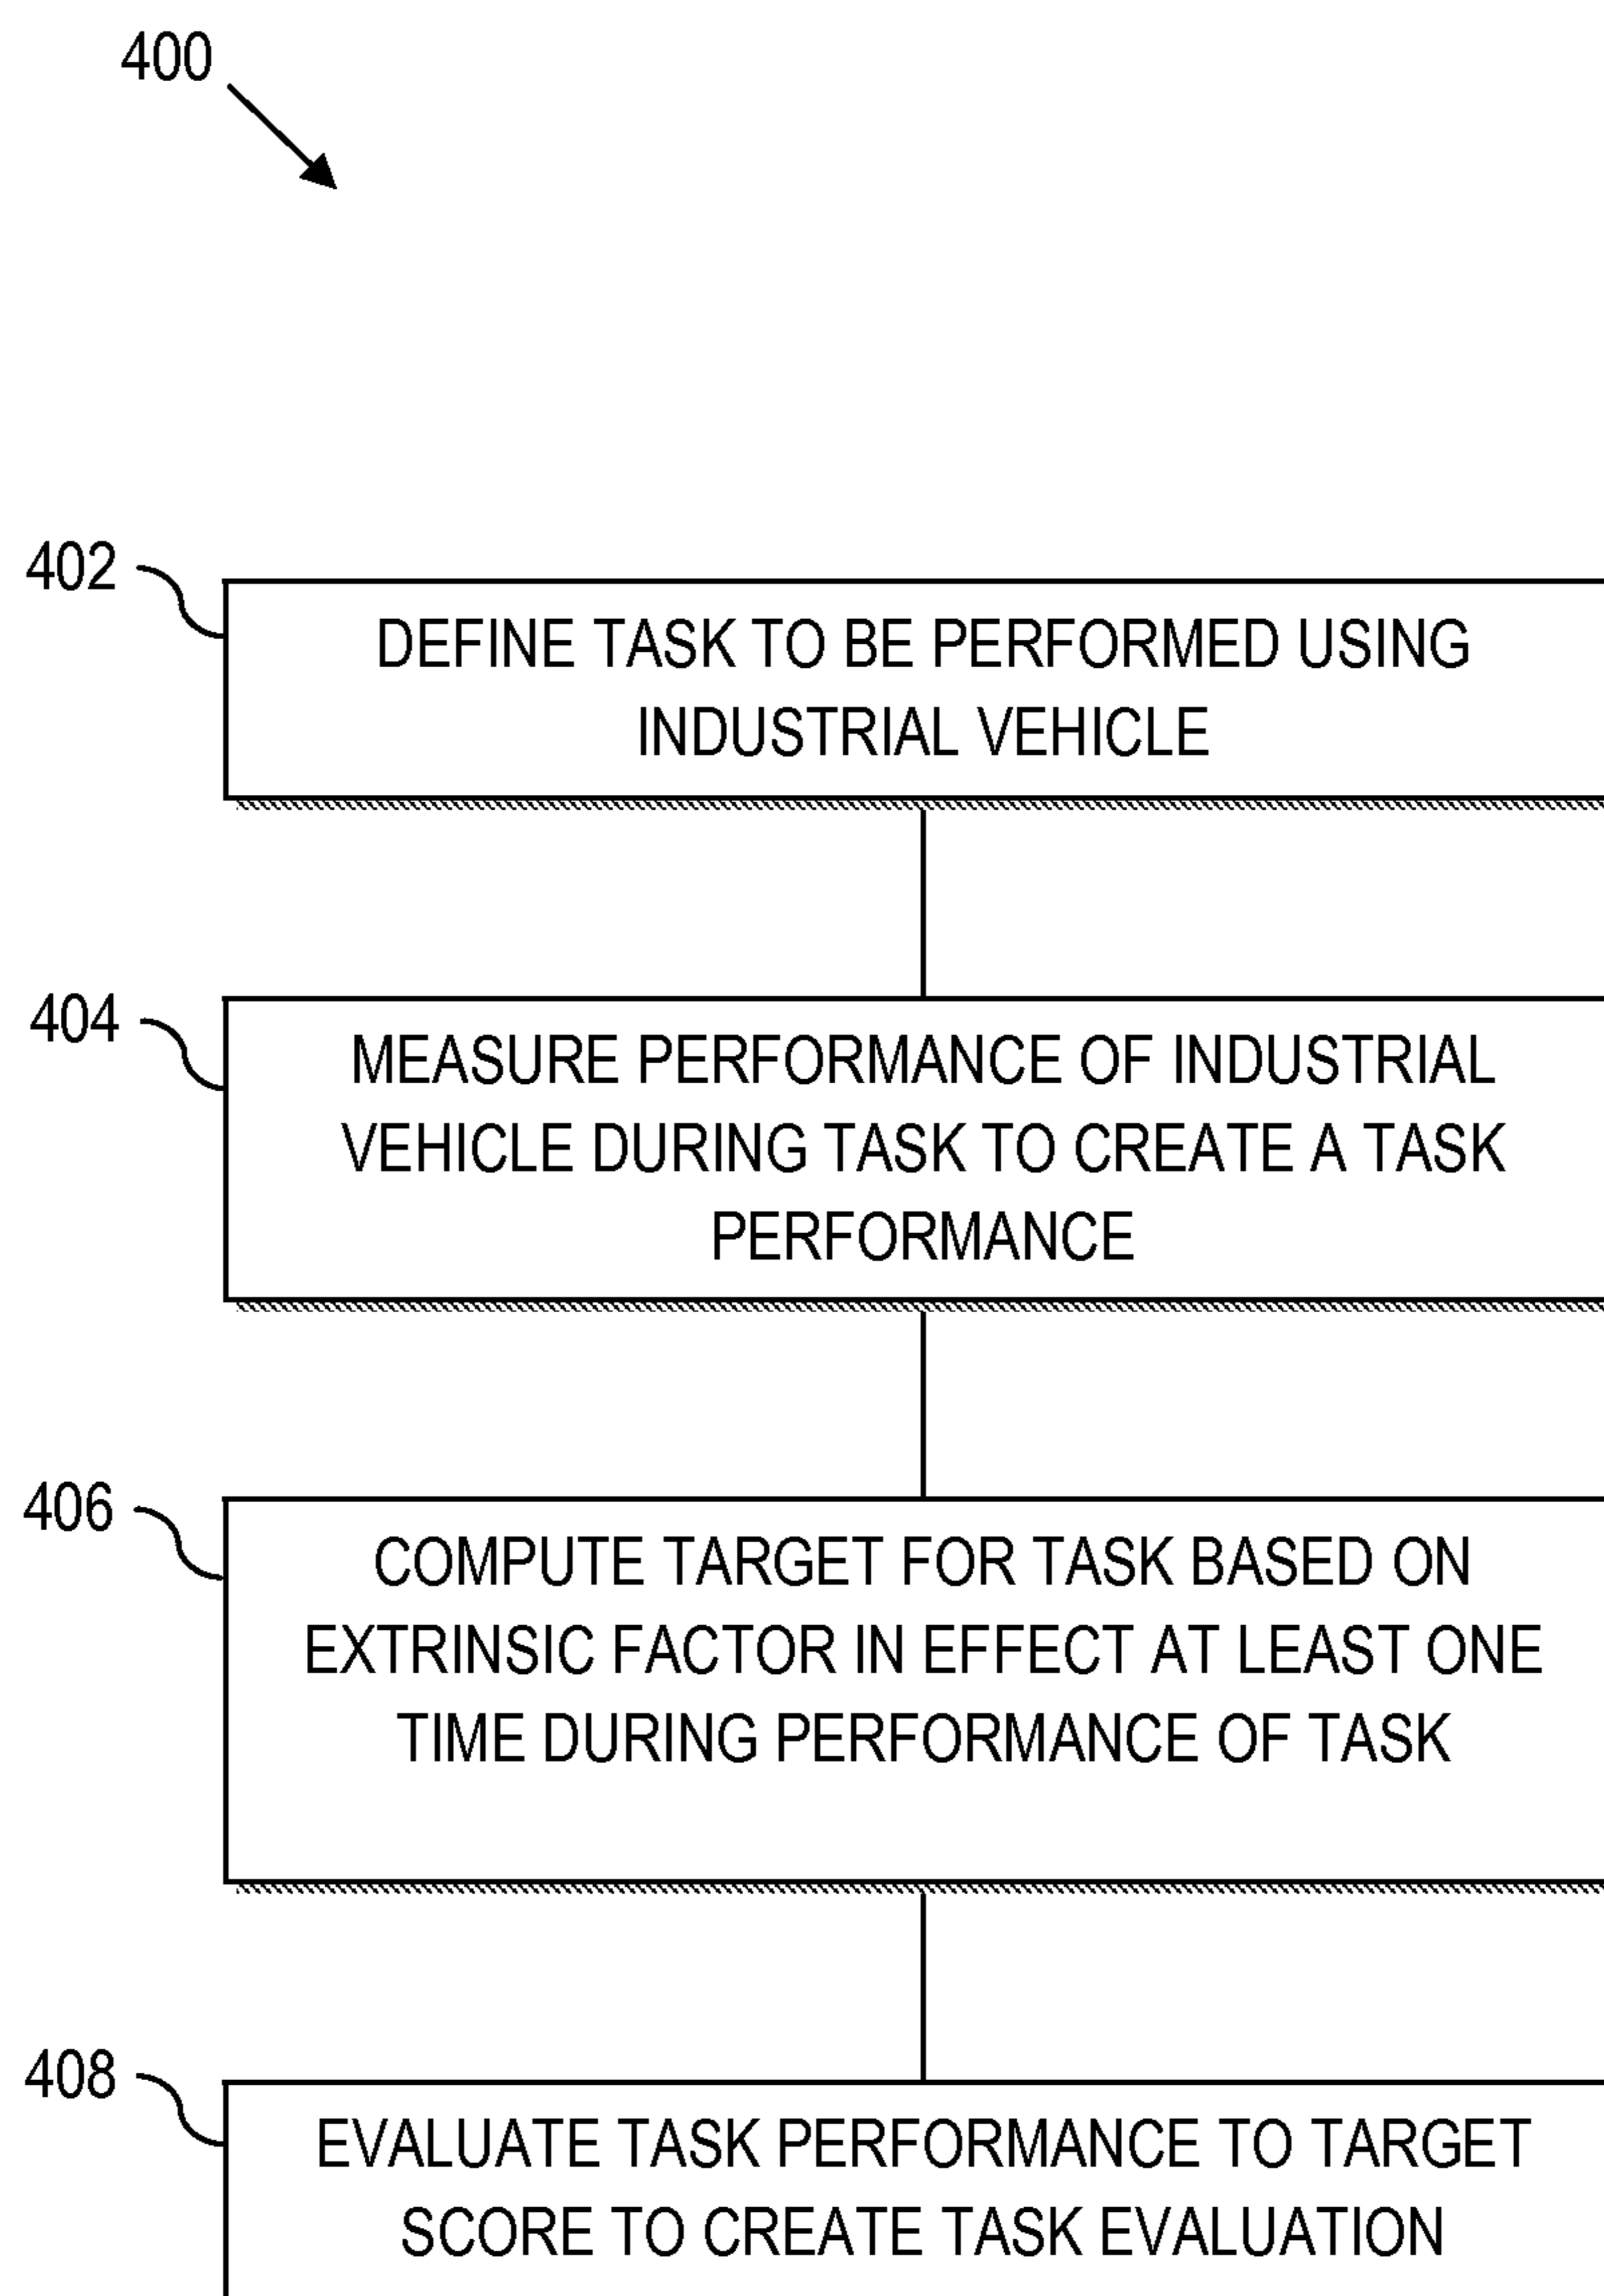 400
402
DEFINE TASK TO BE PERFORMED USING
INDUSTRIAL VEHICLE
404
MEASURE PERFORMANCE OF INDUSTRIAL
VEHICLE DURING TASK TO CREATE A TASK
PERFORMANCE
406
COMPUTE TARGET FOR TASK BASED ON
EXTRINSIC FACTOR IN EFFECT AT LEAST ONE
TIME DURING PERFORMANCE OF TASK
408
EVALUATE TASK PERFORMANCE TO TARGET
SCORE TO CREATE TASK EVALUATION